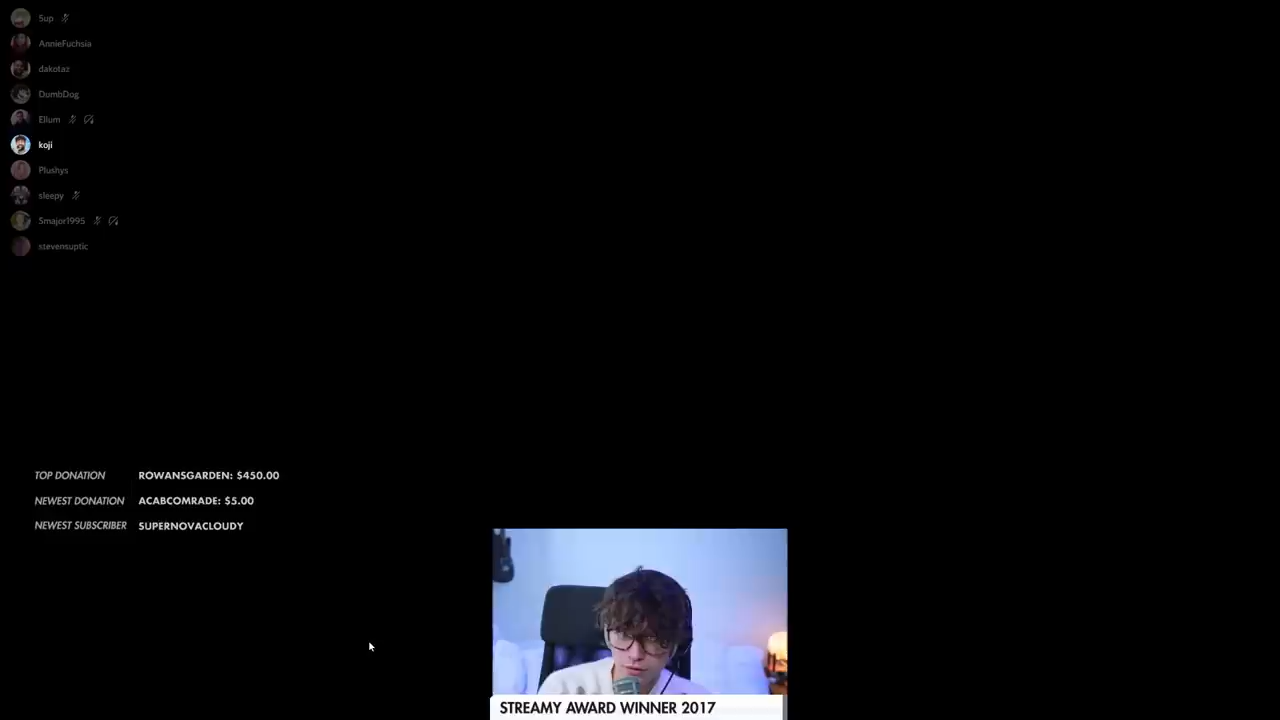 5up
AnnieFuchsia
dakotaz
DumbDog
Ellum
koji
Plushys
sleepy
Smajor1995
stevensuptic
TOP DONATION ROWANSGARDEN: $450.00
NEWEST DONATION ACABCOMRADE: $5.00
NEWEST SUBSCRIBER SUPERNOVACLOUDY
STREAMY AWARD WINNER 2017